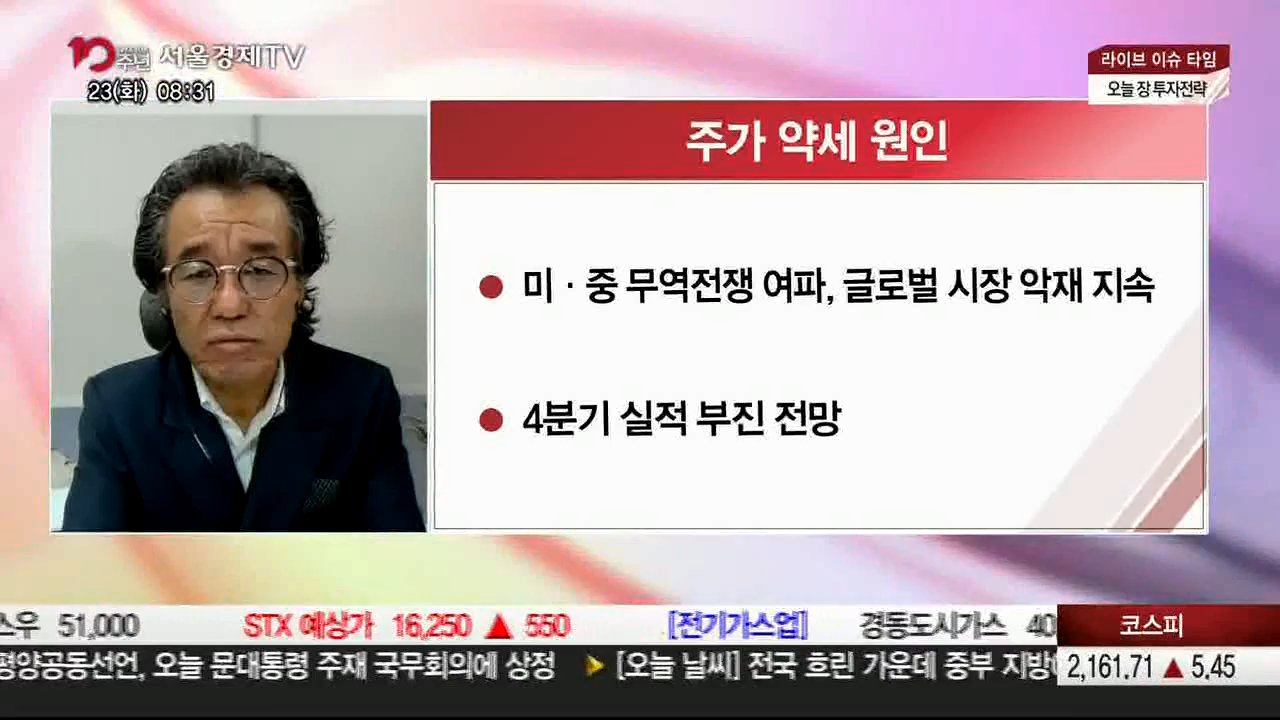 10주년 서울경제TV
23(화) 08:31
라이브 이슈 타임
오늘 장 투자전략
주가 약세 원인
● 미·중 무역전쟁 여파, 글로벌 시장 악재 지속
● 4분기 실적 부진 전망
스우 51,000 STX 예상가 16,250 ▲ 550 [전기가스업] 경동도시가스 40
코스피
평양공동선언, 오늘 문대통령 주재 국무회의에 상정 ▶ [오늘 날씨] 전국 흐린 가운데 중부 지방에
2,161.71 ▲ 5.45